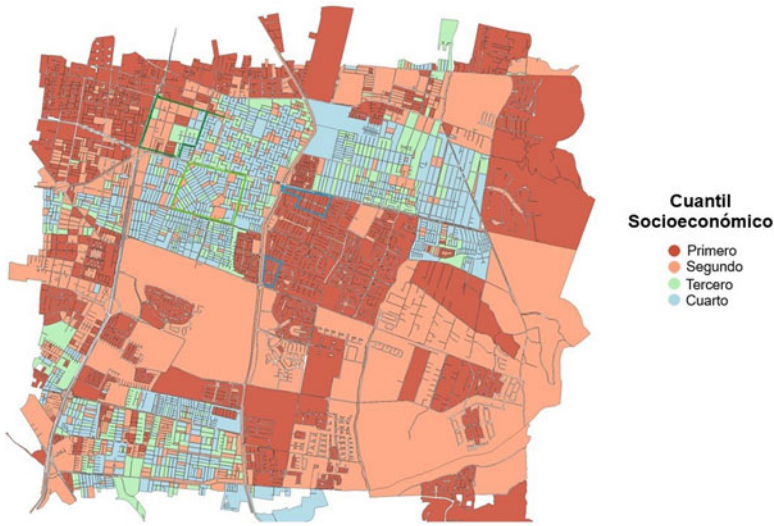 Cuantil
Socioeconómico
Primero
Segundo
Tercero
Cuarto